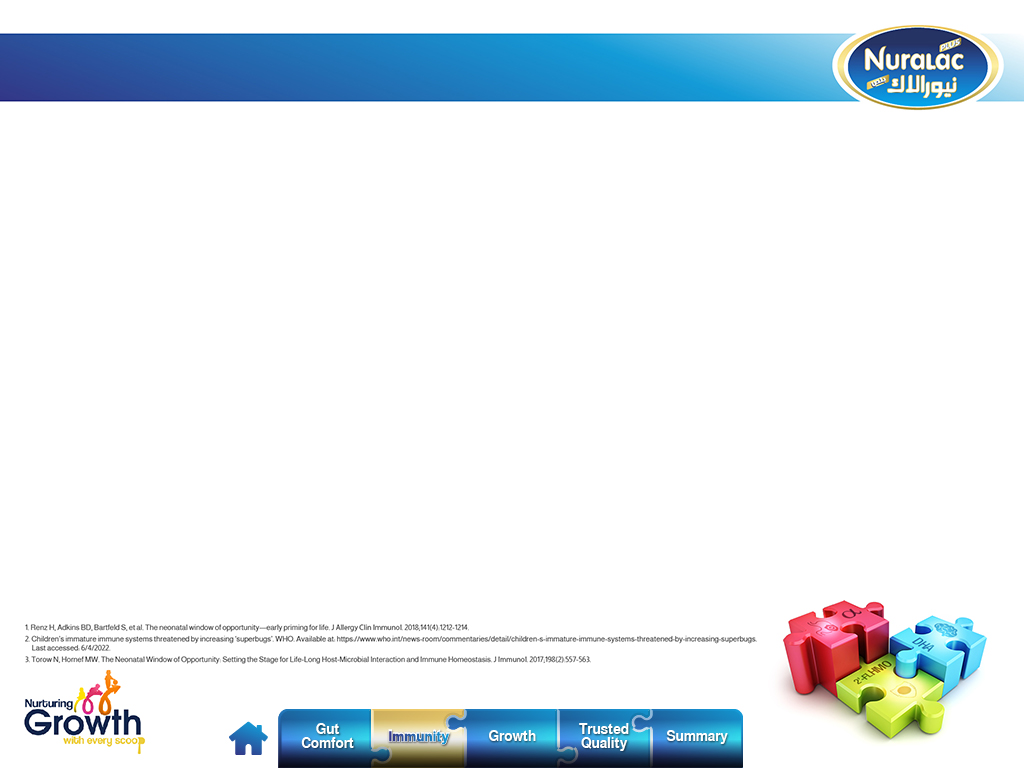 NURALAC
PLUS
نيورالاك
بلس
1. Renz H, Adkins BD, Bartfeld S, et al. The neonatal window of opportunity—early priming for life. J Allergy Clin Immunol. 2018,141(4).1212-1214.
2. Children's immature immune systems threatened by increasing 'superbugs'. WHO. Available at. https://www.who.int/news-room/commentaries/detail/children-s-immature-immune-systems-threatened-by-increasing-superbugs.
Last accessed. 6/4/2022.
3. Torow N, Hornef MW. The Neonatal Window of Opportunity. Setting the Stage for Life-Long Host-Microbial Interaction and Immune Homeostasis. J Immunol. 2017,198(2):557-563.
α
DHA
2'-FLHMO
Nurturing
Growth
with every scoop
Gut
Comfort
Immunity
Growth
Trusted
Quality
Summary